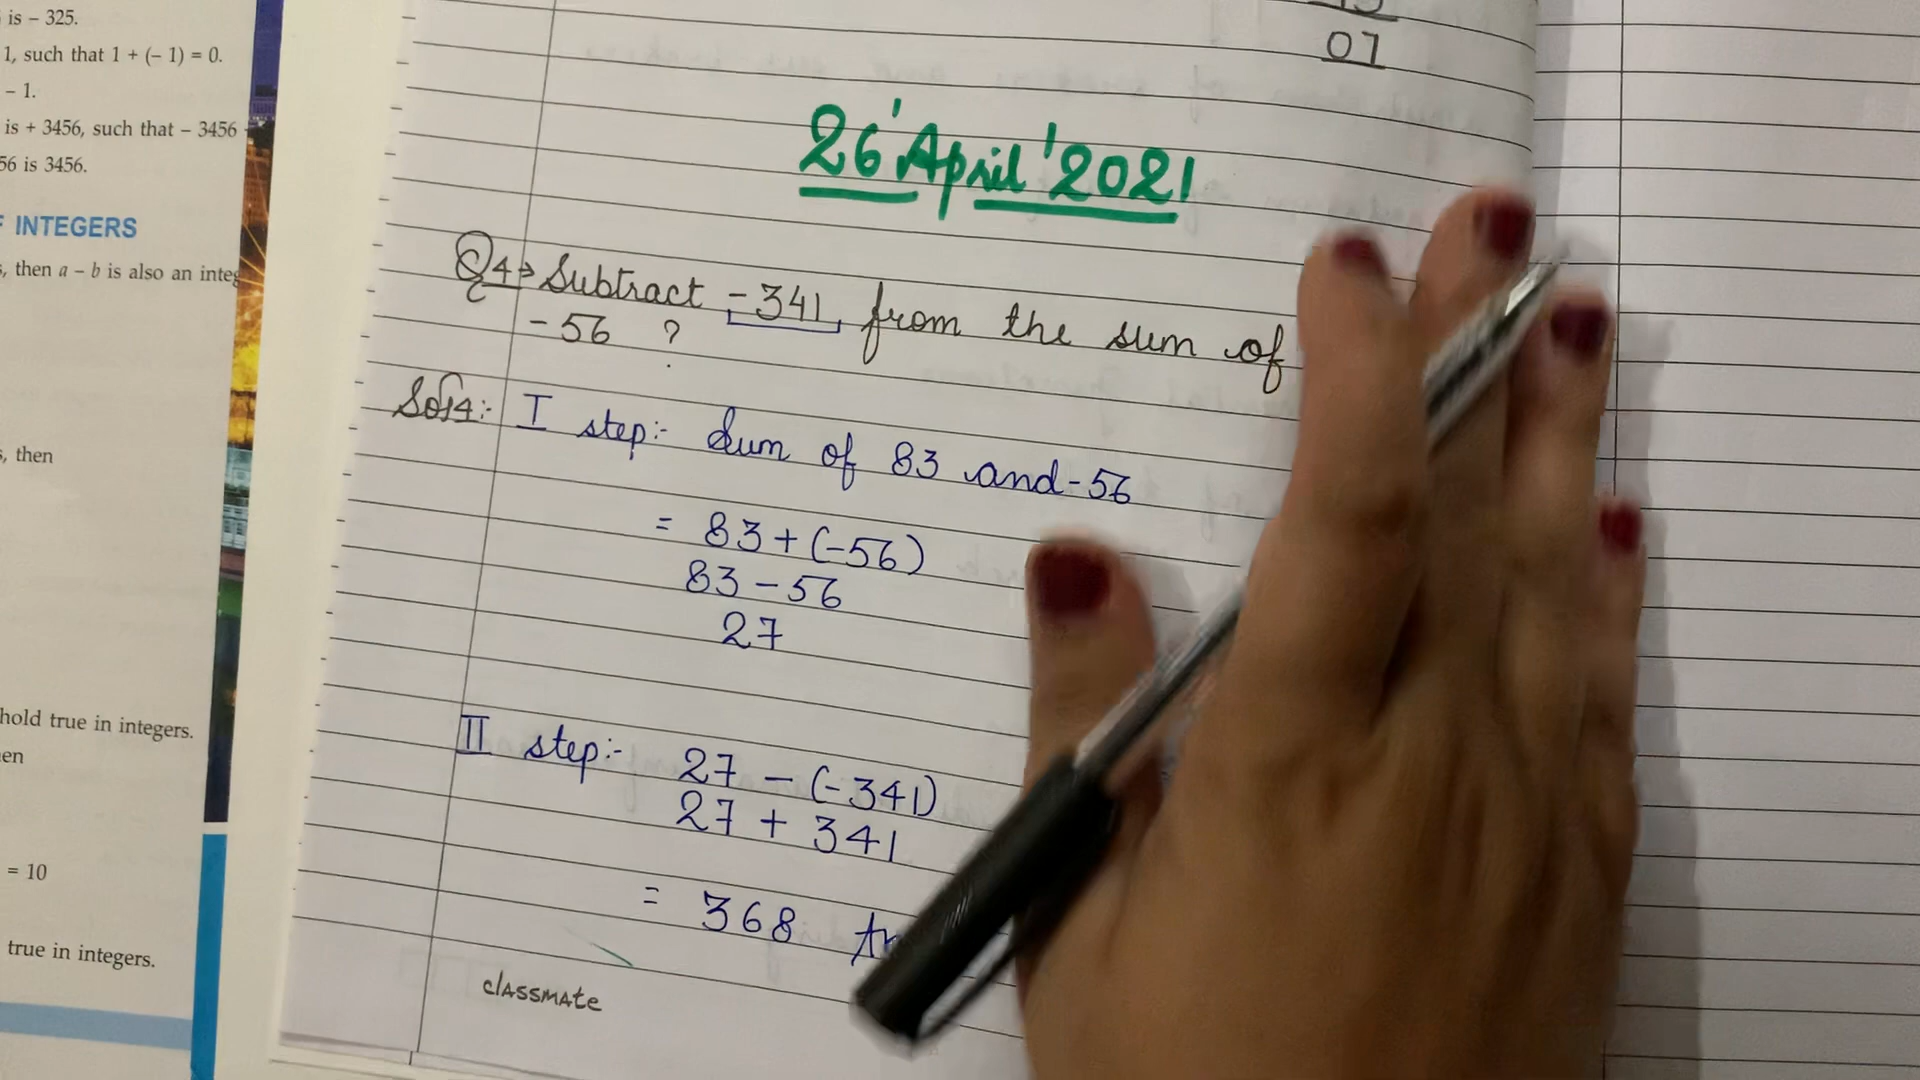 is – 325.
1, such that 1 + (– 1) = 0.
– 1.
is + 3456, such that – 3456
56 is 3456.
INTEGERS
, then a – b is also an integ
, then
hold true in integers.
en
= 10
true in integers.
07
26' April '2021
Q4→ Subtract -341 from the sum of
-56 ?
Sol4:- I step:- Sum of 83 and -56
= 83+(-56)
83-56
27
II step:- 27 - (-341)
27 + 341
= 368
classmate